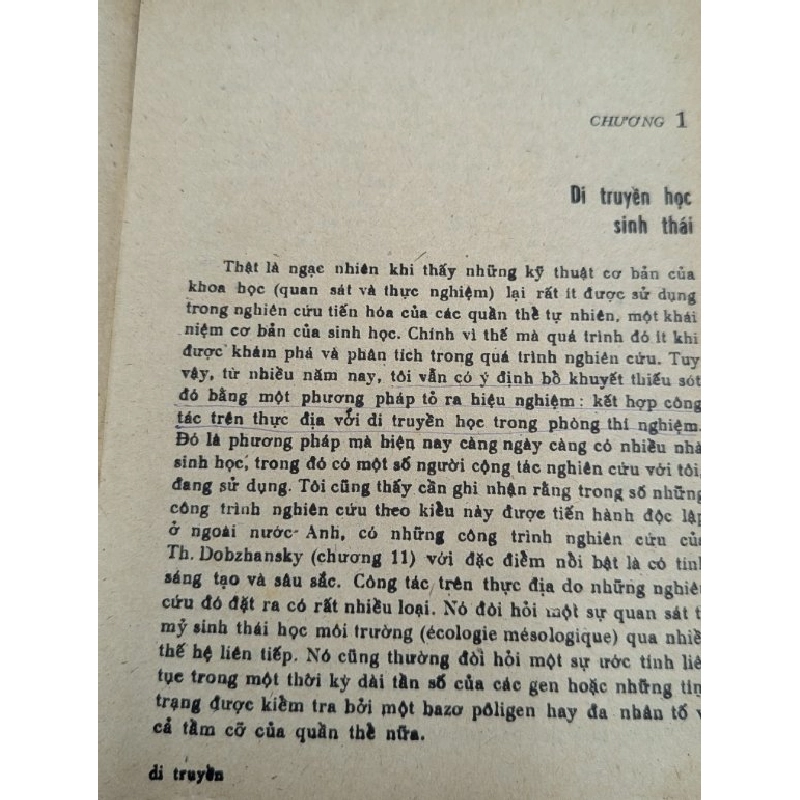 CHƯƠNG 1
Di truyền học
sinh thái
Thật là ngạc nhiên khi thấy những kỹ thuật cơ bản của
khoa học (quan sát và thực nghiệm) lại rất ít được sử dụng
trong nghiên cứu tiến hóa của các quần thể tự nhiên, một khái
niệm cơ bản của sinh học. Chính vì thế mà quá trình đó ít khi
được khám phá và phân tích trong quá trình nghiên cứu. Tuy
vậy, từ nhiều năm nay, tôi vẫn có ý định bổ khuyết thiếu sót
đó bằng một phương pháp tỏ ra hiệu nghiệm: kết hợp công
tác trên thực địa với di truyền học trong phòng thí nghiệm.
Đó là phương pháp mà hiện nay càng ngày càng có nhiều nhà
sinh học, trong đó có một số người cộng tác nghiên cứu với tôi,
đang sử dụng. Tôi cũng thấy cần ghi nhận rằng trong số những
công trình nghiên cứu theo kiểu này được tiến hành độc lập
ở ngoài nước Anh, có những công trình nghiên cứu củ
Th. Dobzhansky (chương 11) với đặc điểm nổi bật là có tính
sáng tạo và sâu sắc. Công tác trên thực địa do những nghiê
cứu đó đặt ra có rất nhiều loại. Nó đòi hỏi một sự quan sát t
mỷ sinh thái học môi trường (écologie mésologique) qua nhiề
thế hệ liên tiếp. Nó cũng thường đòi hỏi một sự ước tính liê
tục trong một thời kỳ dài tần số của các gen hoặc những tín
trạng được kiểm tra bởi một bazơ pôligen hay đa nhân tố v
cả tầm cỡ của quần thể nữa.
di truyền